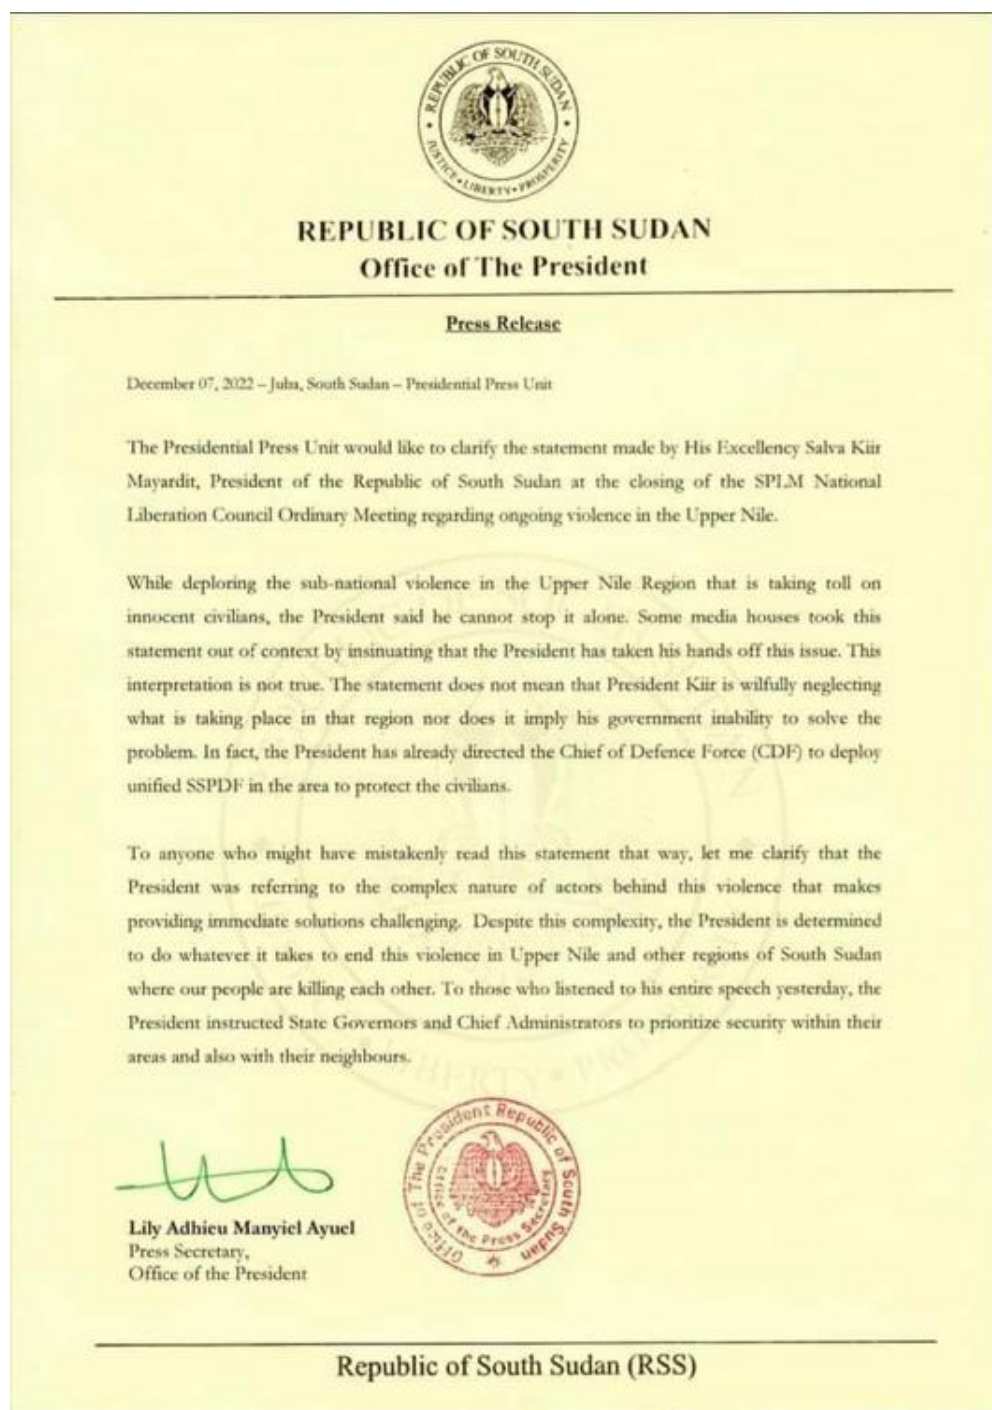 REPUBLIC OF SOUTH SUDAN
JUSTICE • LIBERTY • PROSPERITY
REPUBLIC OF SOUTH SUDAN
Office of The President
Press Release
December 07, 2022 – Juba, South Sudan – Presidential Press Unit
The Presidential Press Unit would like to clarify the statement made by His Excellency Salva Kiir
Mayardit, President of the Republic of South Sudan at the closing of the SPLM National
Liberation Council Ordinary Meeting regarding ongoing violence in the Upper Nile.
While deploring the sub-national violence in the Upper Nile Region that is taking toll on
innocent civilians, the President said he cannot stop it alone. Some media houses took this
statement out of context by insinuating that the President has taken his hands off this issue. This
interpretation is not true. The statement does not mean that President Kiir is wilfully neglecting
what is taking place in that region nor does it imply his government inability to solve the
problem. In fact, the President has already directed the Chief of Defence Force (CDF) to deploy
unified SSPDF in the area to protect the civilians.
To anyone who might have mistakenly read this statement that way, let me clarify that the
President was referring to the complex nature of actors behind this violence that makes
providing immediate solutions challenging. Despite this complexity, the President is determined
to do whatever it takes to end this violence in Upper Nile and other regions of South Sudan
where our people are killing each other. To those who listened to his entire speech yesterday, the
President instructed State Governors and Chief Administrators to prioritize security within their
areas and also with their neighbours.
Office of The President Republic of South Sudan
Office of the Press Secretary
Lily Adhieu Manyiel Ayuel
Press Secretary,
Office of the President
Republic of South Sudan (RSS)